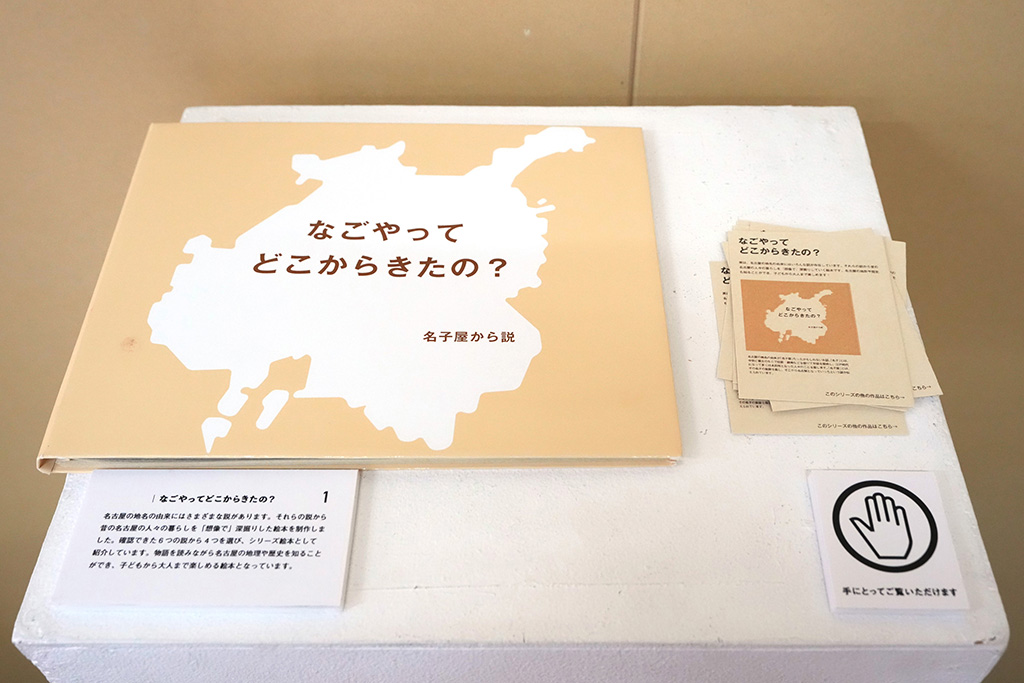 なごやって
どこからきたの？
名子屋から説
なごやって
どこからきたの？
なごやって
どこからきたの？
名子屋から説
このシリーズの他の作品はこちら→
こちら→
このシリーズの他の作品はこちら→
｜なごやってどこからきたの？
1
名古屋の地名の由来にはさまざまな説があります。それらの説から
昔の名古屋の人々の暮らしを「想像で」深掘りした絵本を制作しま
した。確認できた６つの説から４つを選び、シリーズ絵本として
紹介しています。物語を読みながら名古屋の地理や歴史を知ること
ができ、子どもから大人まで楽しめる絵本となっています。
手にとってご覧いただけます